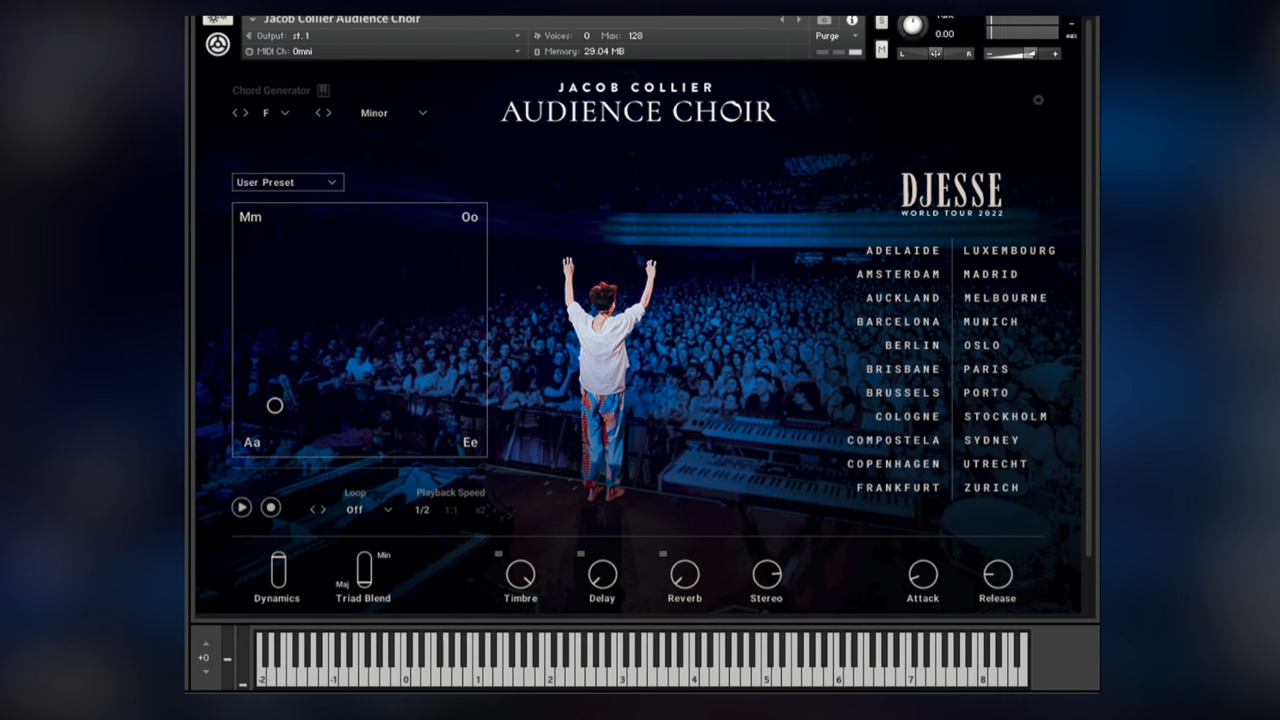 Jacob Collier Audience Choir
Output: st.1
Voices: 0 Max: 128
Purge
MIDI Ch: Omni
Memory: 29.04 MB
S
0.00
M
L
R
-
+
AUX
Chord Generator
F
Minor
JACOB COLLIER
AUDIENCE CHOIR
User Preset
Mm
Oo
Aa
Ee
DJESSE
WORLD TOUR 2022
ADELAIDE LUXEMBOURG
AMSTERDAM MADRID
AUCKLAND MELBOURNE
BARCELONA MUNICH
BERLIN OSLO
BRISBANE PARIS
BRUSSELS PORTO
COLOGNE STOCKHOLM
COMPOSTELA SYDNEY
COPENHAGEN UTRECHT
FRANKFURT ZURICH
Loop
Playback Speed
Off
1/2 1:1 x2
Min
Maj
Dynamics
Triad Blend
Timbre
Delay
Reverb
Stereo
Attack
Release
+0
-2 -1 0 1 2 3 4 5 6 7 8